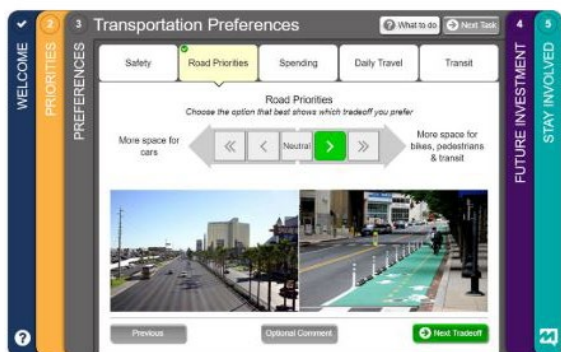 WELCOME
2
PRIORITIES
3
PREFERENCES
Transportation Preferences
What to do
Next Task
Safety
Road Priorities
Spending
Daily Travel
Transit
Road Priorities
Choose the option that best shows which tradeoff you prefer
More space for
cars
Neutral
More space for
bikes, pedestrians
& transit
Previous
Optional Comment
Next Tradeoff
4
FUTURE INVESTMENT
5
STAY INVOLVED